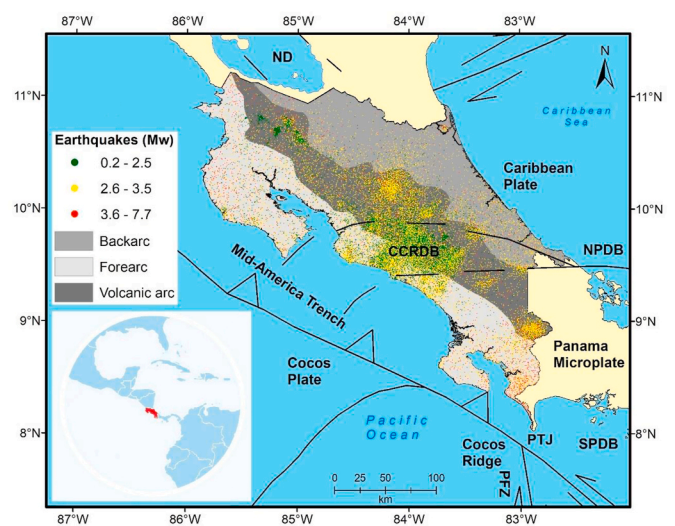 87°W 86°W 85°W 84°W 83°W
ND
N
11°N 11°N
Caribbean
Sea
Earthquakes (Mw)
0.2 - 2.5
2.6 - 3.5
3.6 - 7.7
Backarc
Forearc
Volcanic arc
Caribbean
Plate
10°N 10°N
CCRDB
NPDB
Mid-America Trench
9°N 9°N
Panama
Microplate
Cocos
Plate
Pacific
Ocean
8°N 8°N
Cocos
Ridge
PTJ
SPDB
PFZ
0 25 50 100
km
87°W 86°W 85°W 84°W 83°W